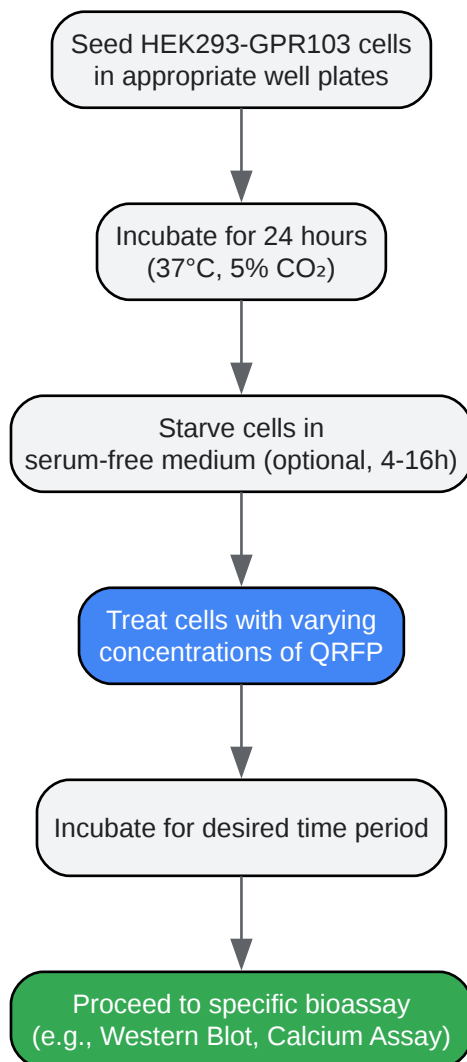 Seed HEK293-GPR103 cells
in appropriate well plates
Incubate for 24 hours
(37°C, 5% CO₂)
Starve cells in
serum-free medium (optional, 4-16h)
Treat cells with varying
concentrations of QRFP
Incubate for desired time period
Proceed to specific bioassay
(e.g., Western Blot, Calcium Assay)